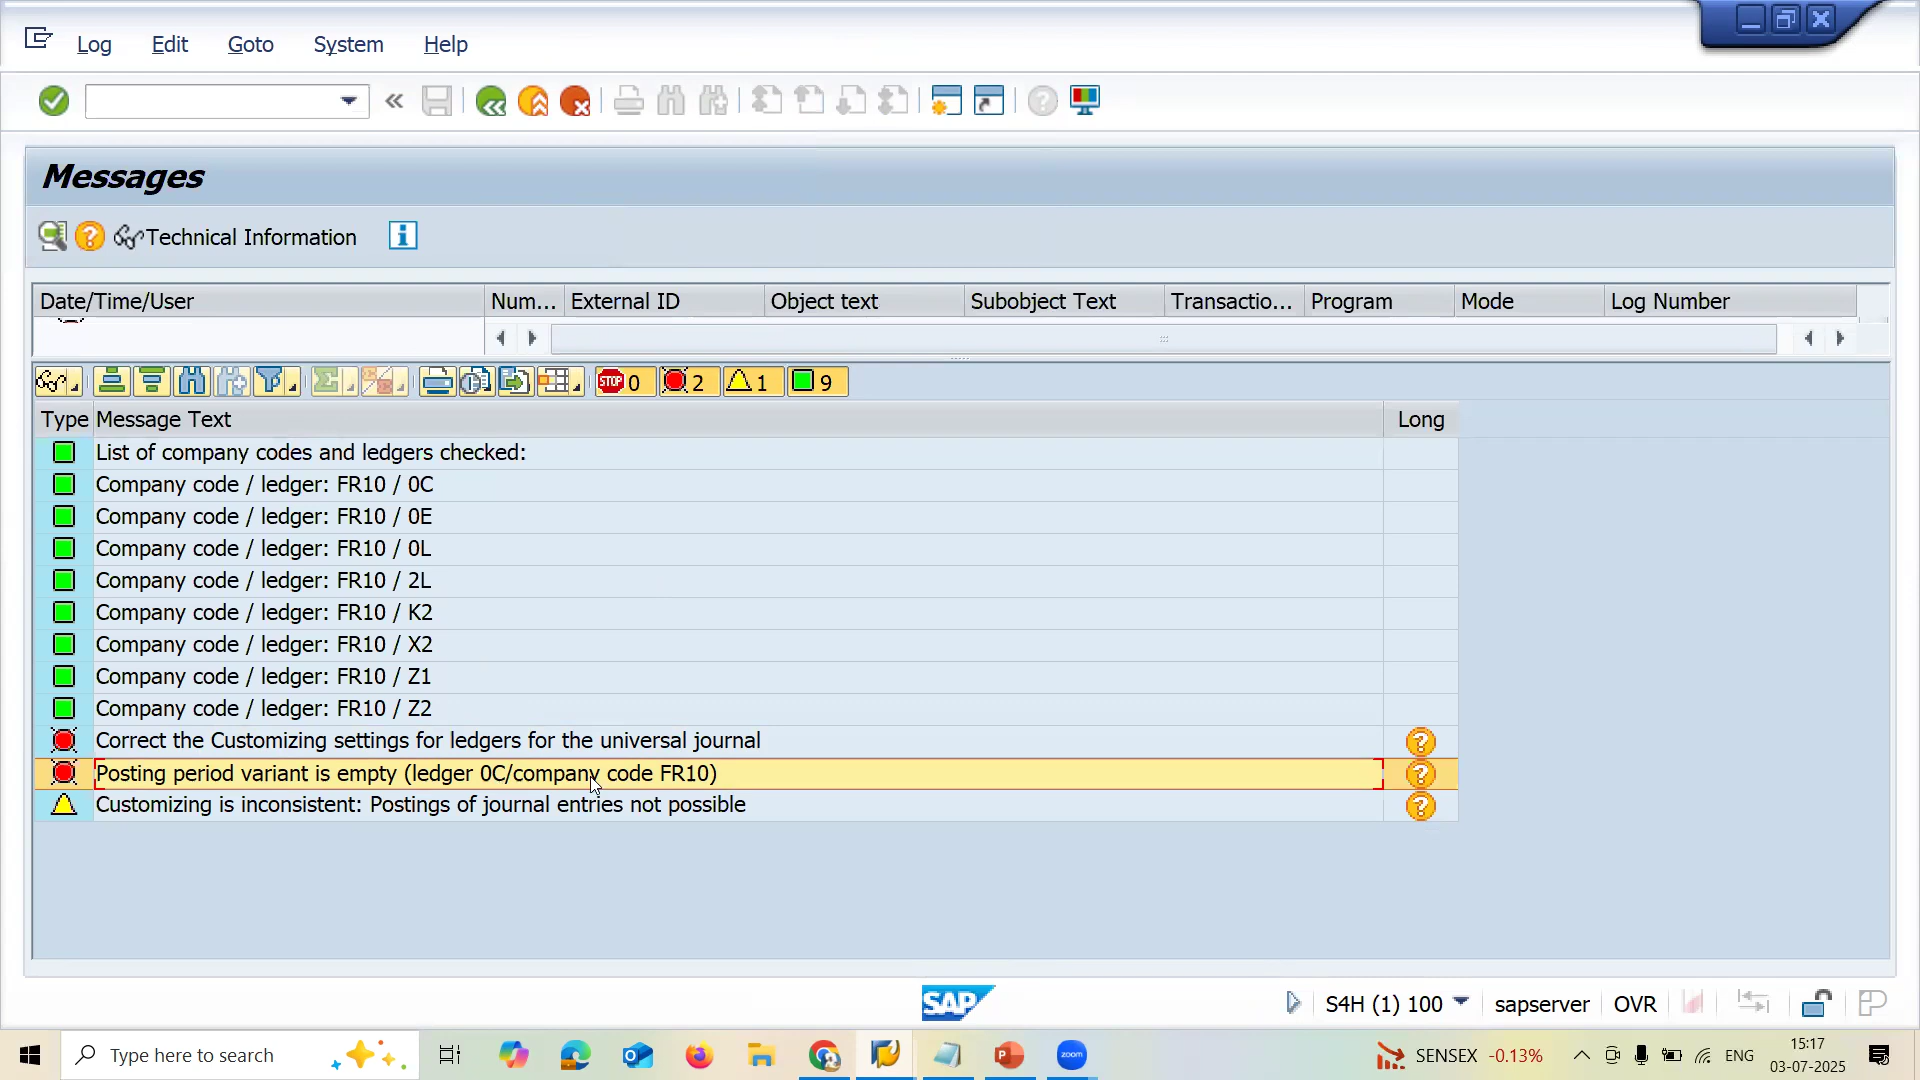 Log Edit Goto System Help
Messages
Technical Information
Date/Time/User Num... External ID Object text Subobject Text Transactio... Program Mode Log Number
STOP 0 2 1 9
Type Message Text Long
List of company codes and ledgers checked:
Company code / ledger: FR10 / 0C
Company code / ledger: FR10 / 0E
Company code / ledger: FR10 / 0L
Company code / ledger: FR10 / 2L
Company code / ledger: FR10 / K2
Company code / ledger: FR10 / X2
Company code / ledger: FR10 / Z1
Company code / ledger: FR10 / Z2
Correct the Customizing settings for ledgers for the universal journal
Posting period variant is empty (ledger 0C/company code FR10)
Customizing is inconsistent: Postings of journal entries not possible
SAP S4H (1) 100 sapserver OVR
Type here to search zoom SENSEX -0.13% ENG 15:17
03-07-2025